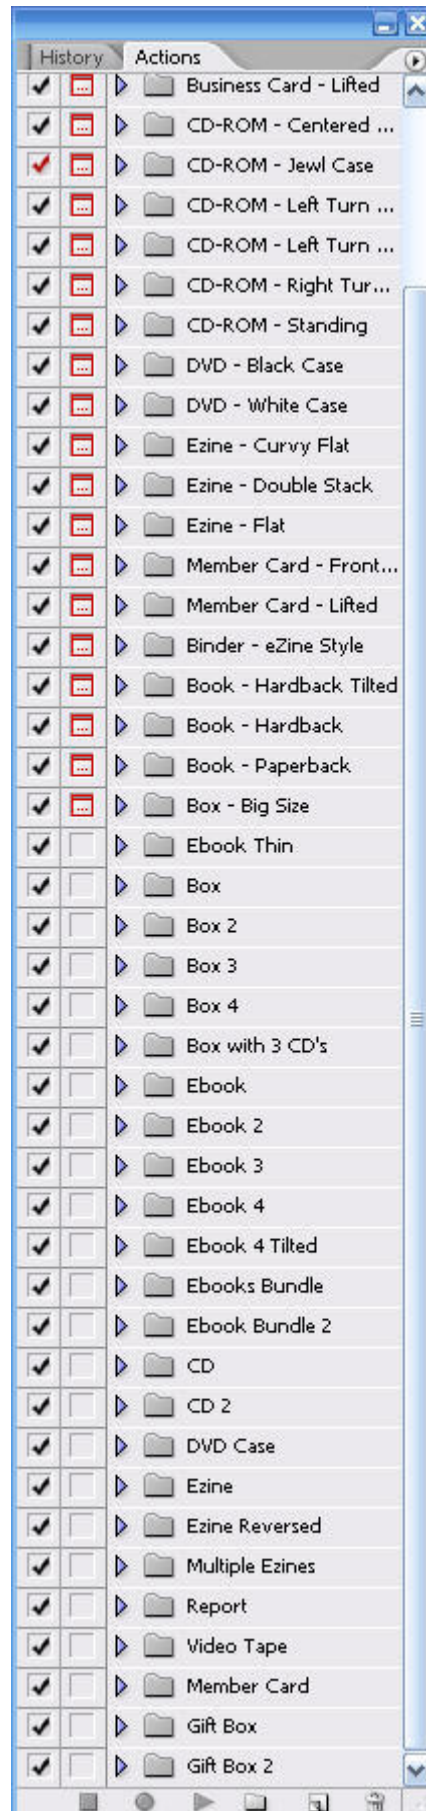 History
Actions
Business Card - Lifted
CD-ROM - Centered ...
CD-ROM - Jewl Case
CD-ROM - Left Turn ...
CD-ROM - Left Turn ...
CD-ROM - Right Tur...
CD-ROM - Standing
DVD - Black Case
DVD - White Case
Ezine - Curvy Flat
Ezine - Double Stack
Ezine - Flat
Member Card - Front...
Member Card - Lifted
Binder - eZine Style
Book - Hardback Tilted
Book - Hardback
Book - Paperback
Box - Big Size
Ebook Thin
Box
Box 2
Box 3
Box 4
Box with 3 CD's
Ebook
Ebook 2
Ebook 3
Ebook 4
Ebook 4 Tilted
Ebooks Bundle
Ebook Bundle 2
CD
CD 2
DVD Case
Ezine
Ezine Reversed
Multiple Ezines
Report
Video Tape
Member Card
Gift Box
Gift Box 2